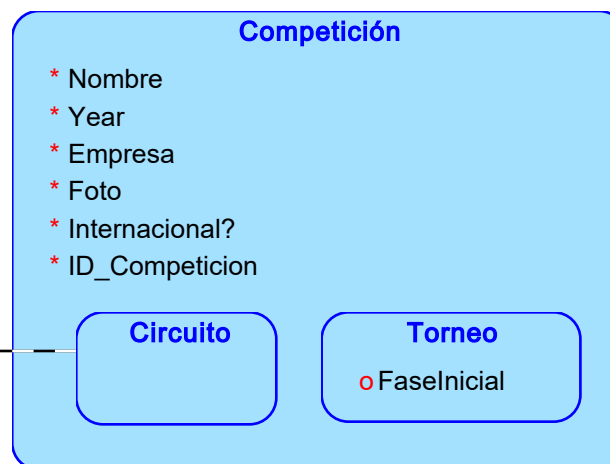 Competición
* Nombre
* Year
* Empresa
* Foto
* Internacional?
* ID_Competicion
Circuito
Torneo
o FaseInicial